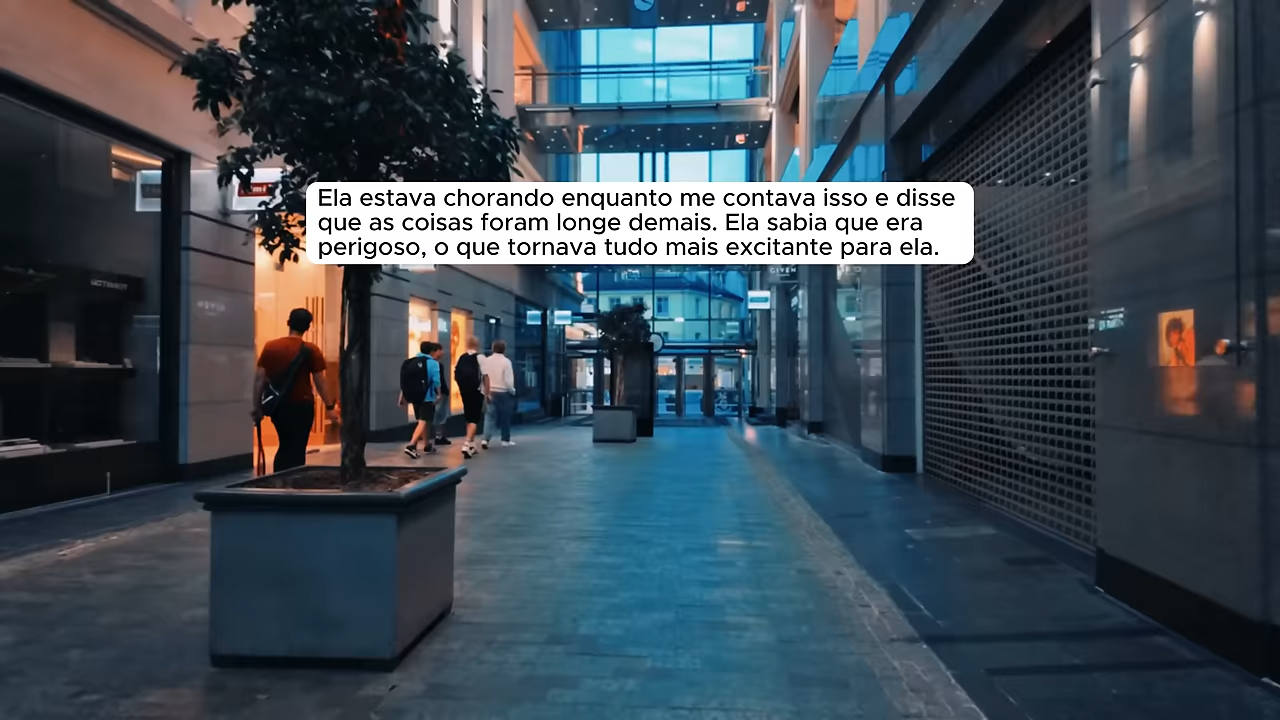 Ela estava chorando enquanto me contava isso e disse
que as coisas foram longe demais. Ela sabia que era
perigoso, o que tornava tudo mais excitante para ela.
GIVEN